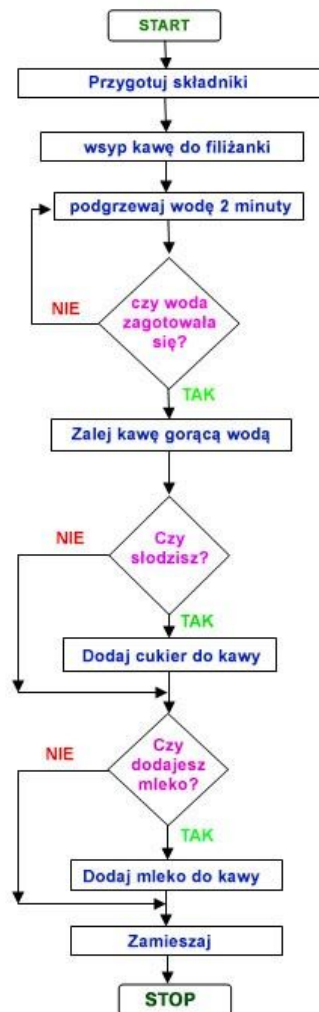 START
Przygotuj składniki
wsyp kawę do filiżanki
podgrzewaj wodę 2 minuty
NIE
czy woda
zagotowała
się?
TAK
Zalej kawę gorącą wodą
NIE
Czy
słodzisz?
TAK
Dodaj cukier do kawy
NIE
Czy
dodajesz
mleko?
TAK
Dodaj mleko do kawy
Zamieszaj
STOP